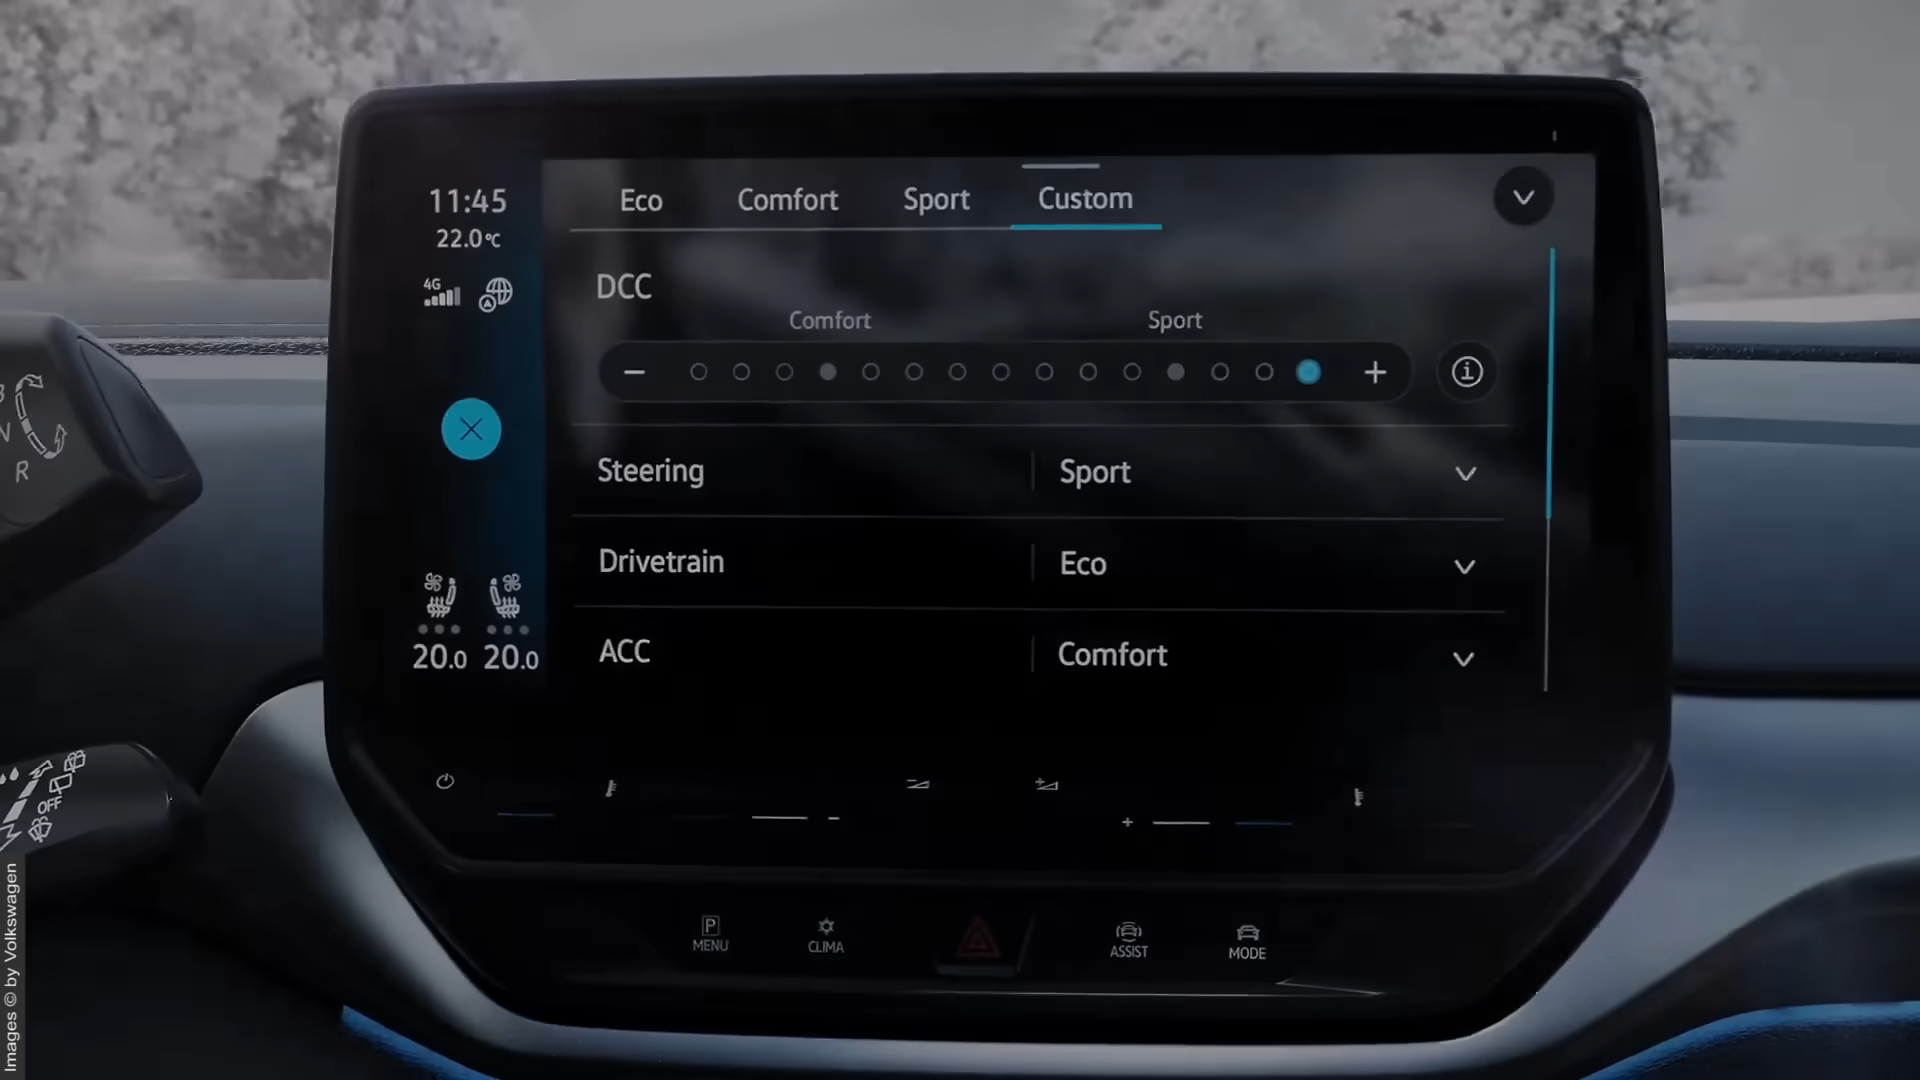 11:45
22.0°C
4G
Eco
Comfort
Sport
Custom
DCC
Comfort
Sport
Steering
Sport
Drivetrain
Eco
ACC
Comfort
20.0
20.0
R
OFF
P
MENU
CLIMA
ASSIST
MODE
Images © by Volkswagen